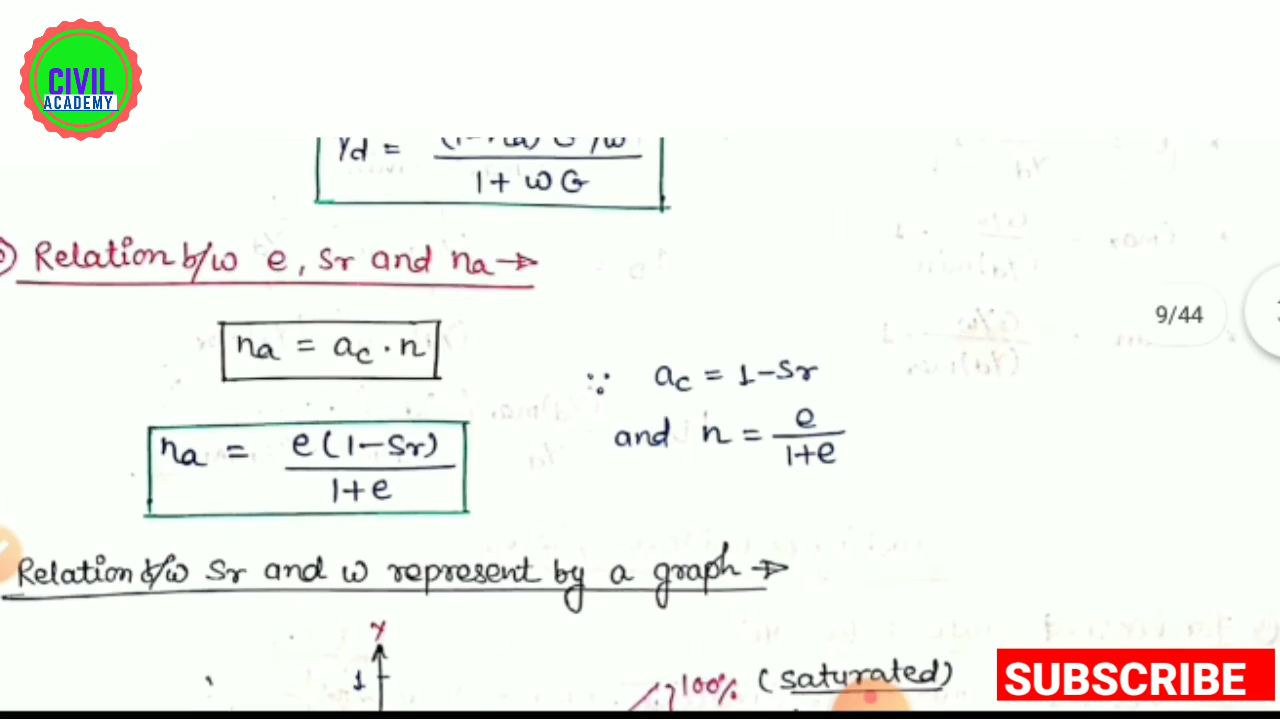 CIVIL
ACADEMY
γd =
1 + ω G
Relation b/w e, Sr and na →
na = ac · n
∵ ac = 1 - Sr
and n = e / 1+e
na = e (1 - Sr) / 1 + e
9/44
Relation b/w Sr and ω represent by a graph →
Y
1
100% (saturated)
SUBSCRIBE